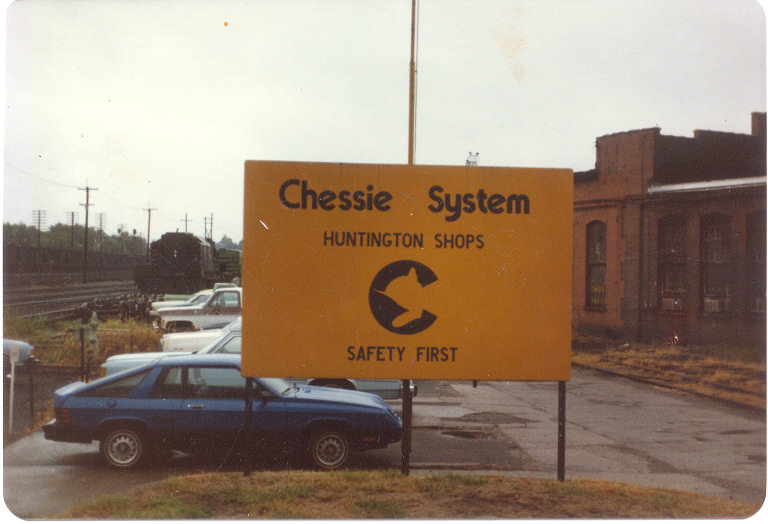 Chessie System
HUNTINGTON SHOPS
SAFETY FIRST